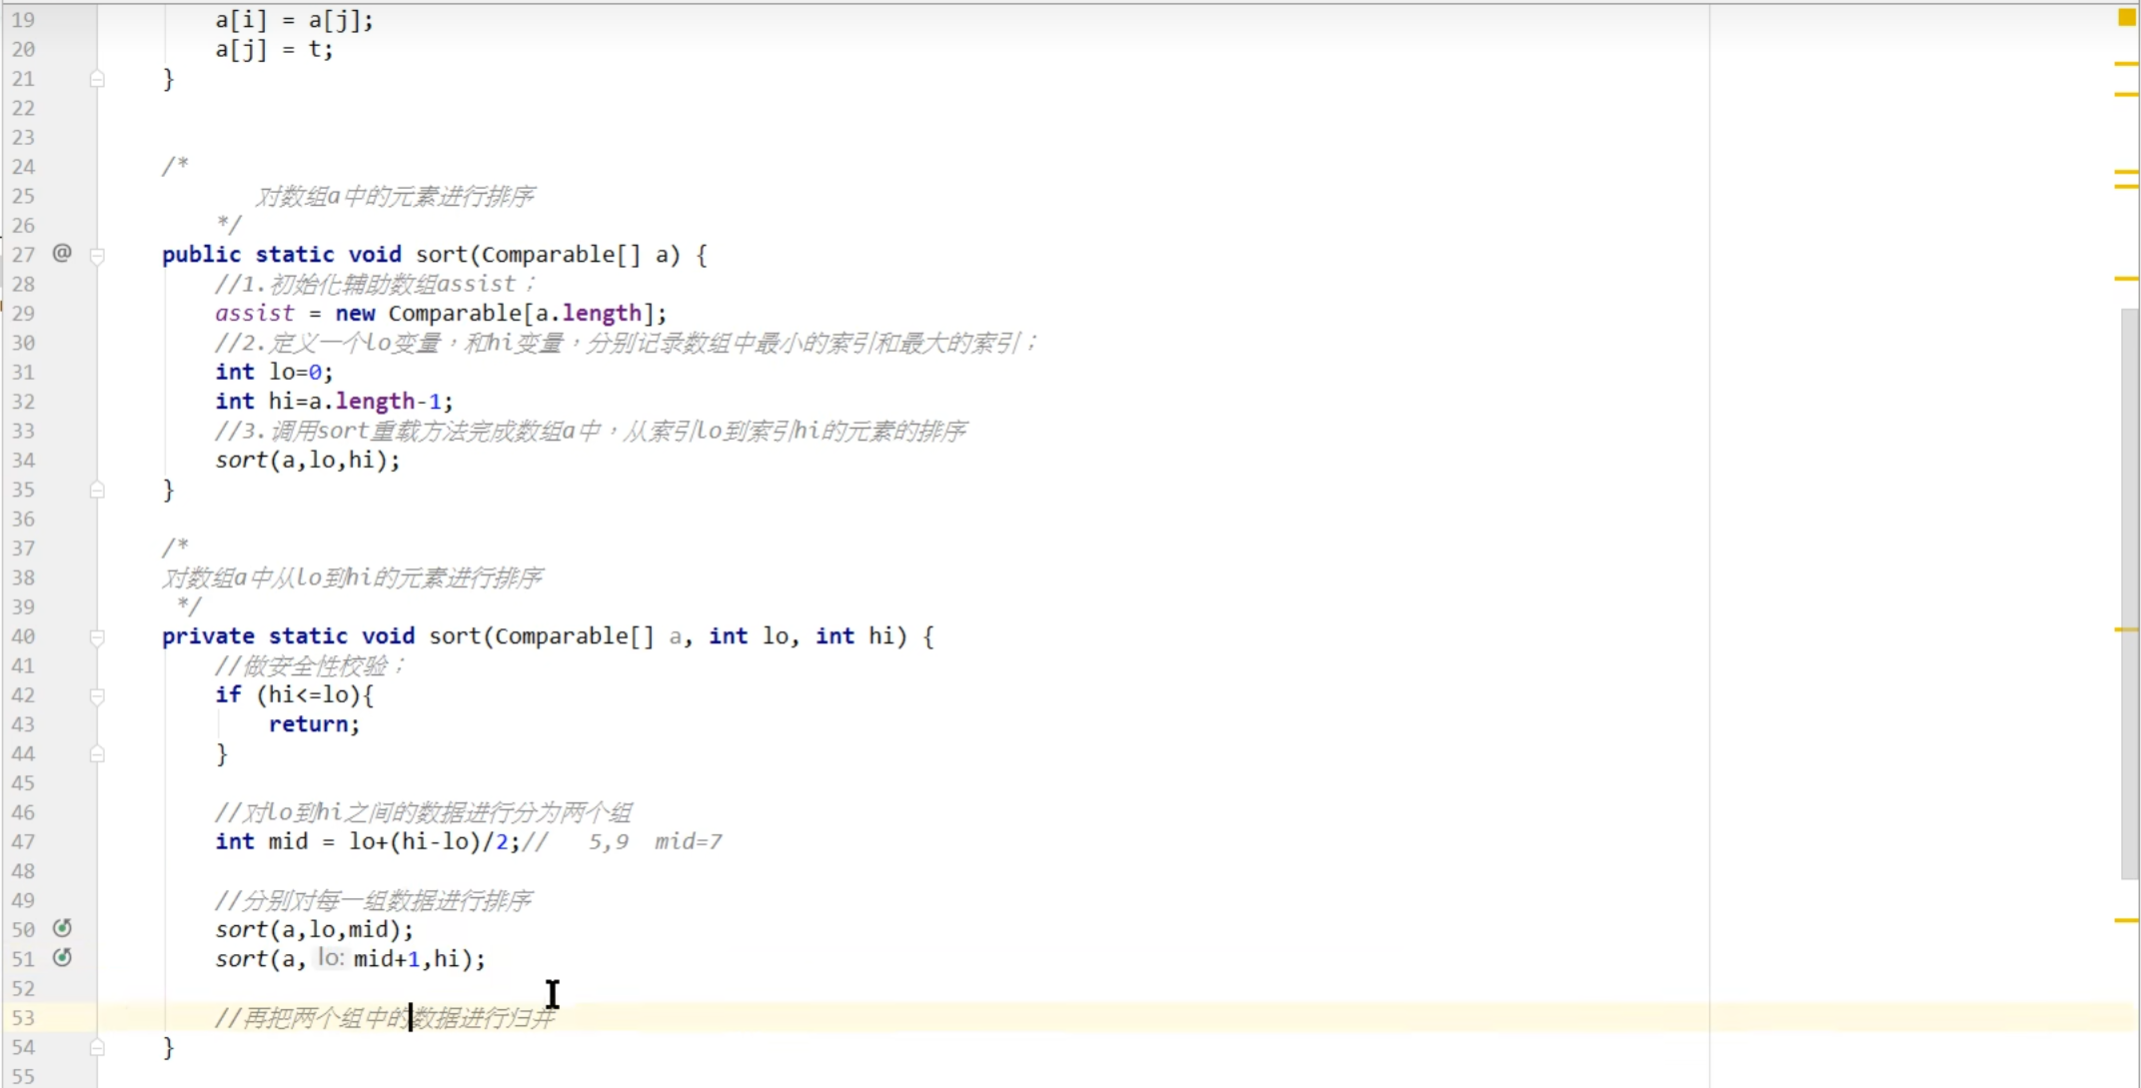 19 a[i] = a[j];
20 a[j] = t;
21 }
22
23
24 /*
25 对数组a中的元素进行排序
26 */
27 @ public static void sort(Comparable[] a) {
28 //1.初始化辅助数组assist；
29 assist = new Comparable[a.length];
30 //2.定义一个lo变量，和hi变量，分别记录数组中最小的索引和最大的索引；
31 int lo=0;
32 int hi=a.length-1;
33 //3.调用sort重载方法完成数组a中，从索引lo到索引hi的元素的排序
34 sort(a,lo,hi);
35 }
36
37 /*
38 对数组a中从lo到hi的元素进行排序
39 */
40 private static void sort(Comparable[] a, int lo, int hi) {
41 //做安全性校验；
42 if (hi<=lo){
43 return;
44 }
45
46 //对lo到hi之间的数据进行分为两个组
47 int mid = lo+(hi-lo)/2;// 5,9 mid=7
48
49 //分别对每一组数据进行排序
50 sort(a,lo,mid);
51 sort(a, lo: mid+1,hi);
52
53 //再把两个组中的数据进行归并
54 }
55